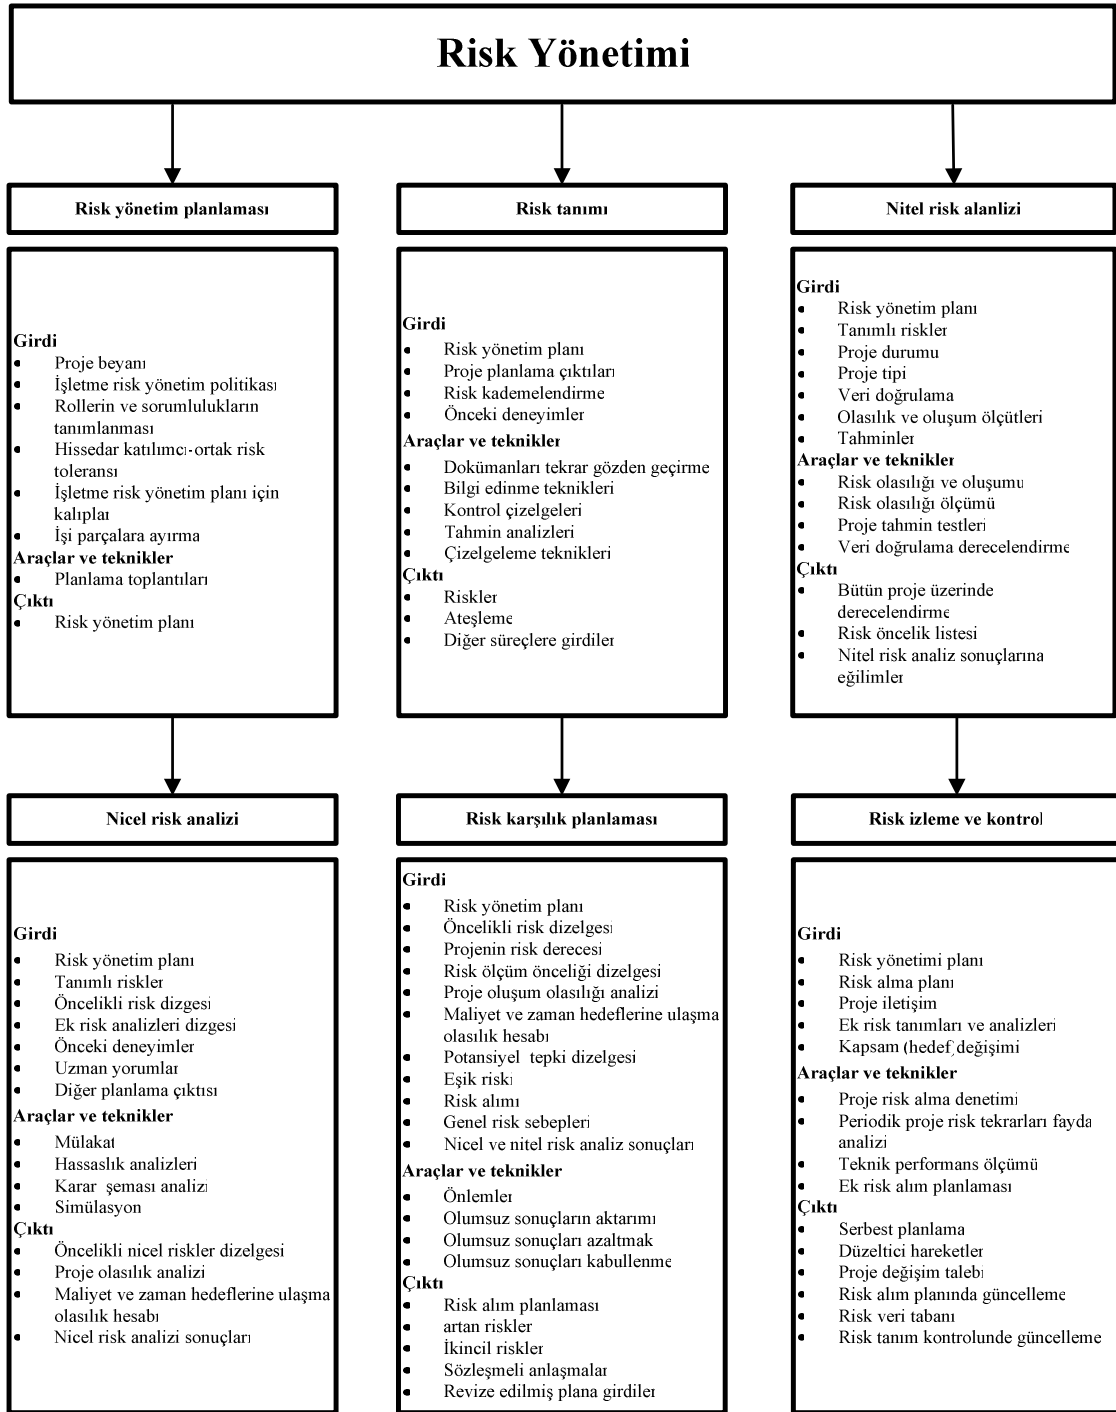 Risk Yönetimi
Risk yönetim planlaması
Girdi
• Proje beyanı
• İşletme risk yönetim politikası
• Rollerin ve sorumlulukların
tanımlanması
• Hissedar katılımcı-ortak risk
toleransı
• İşletme risk yönetim planı için
kalıplar
• İşi parçalara ayırma
Araçlar ve teknikler
• Planlama toplantıları
Çıktı
• Risk yönetim planı
Risk tanımı
Girdi
• Risk yönetim planı
• Proje planlama çıktıları
• Risk kademelendirme
• Önceki deneyimler
Araçlar ve teknikler
• Dokümanları tekrar gözden geçirme
• Bilgi edinme teknikleri
• Kontrol çizelgeleri
• Tahmin analizleri
• Çizelgeleme teknikleri
Çıktı
• Riskler
• Ateşleme
• Diğer süreçlere girdiler
Nitel risk alanlizi
Girdi
• Risk yönetim planı
• Tanımlı riskler
• Proje durumu
• Proje tipi
• Veri doğrulama
• Olasılık ve oluşum ölçütleri
• Tahminler
Araçlar ve teknikler
• Risk olasılığı ve oluşumu
• Risk olasılığı ölçümü
• Proje tahmin testleri
• Veri doğrulama derecelendirme
Çıktı
• Bütün proje üzerinde
derecelendirme
• Risk öncelik listesi
• Nitel risk analiz sonuçlarına
eğilimler
Nicel risk analizi
Girdi
• Risk yönetim planı
• Tanımlı riskler
• Öncelikli risk dizgesi
• Ek risk analizleri dizgesi
• Önceki deneyimler
• Uzman yorumlar
• Diğer planlama çıktısı
Araçlar ve teknikler
• Mülakat
• Hassaslık analizleri
• Karar şeması analizi
• Simülasyon
Çıktı
• Öncelikli nicel riskler dizelgesi
• Proje olasılık analizi
• Maliyet ve zaman hedeflerine ulaşma
olasılık hesabı
• Nicel risk analizi sonuçları
Risk karşılık planlaması
Girdi
• Risk yönetim planı
• Öncelikli risk dizelgesi
• Projenin risk derecesi
• Risk ölçüm önceliği dizelgesi
• Proje oluşum olasılığı analizi
• Maliyet ve zaman hedeflerine ulaşma
olasılık hesabı
• Potansiyel tepki dizelgesi
• Eşik riski
• Risk alımı
• Genel risk sebepleri
• Nicel ve nitel risk analiz sonuçları
Araçlar ve teknikler
• Önlemler
• Olumsuz sonuçların aktarımı
• Olumsuz sonuçları azaltmak
• Olumsuz sonuçları kabullenme
Çıktı
• Risk alım planlaması
• artan riskler
• İkincil riskler
• Sözleşmeli anlaşmalar
• Revize edilmiş plana girdiler
Risk izleme ve kontrol
Girdi
• Risk yönetimi planı
• Risk alma planı
• Proje iletişim
• Ek risk tanımları ve analizleri
• Kapsam (hedef)değişimi
Araçlar ve teknikler
• Proje risk alma denetimi
• Periodik proje risk tekrarları fayda
analizi
• Teknik performans ölçümü
• Ek risk alım planlaması
Çıktı
• Serbest planlama
• Düzeltici hareketler
• Proje değişim talebi
• Risk alım planında güncelleme
• Risk veri tabanı
• Risk tanım kontrolunde güncelleme